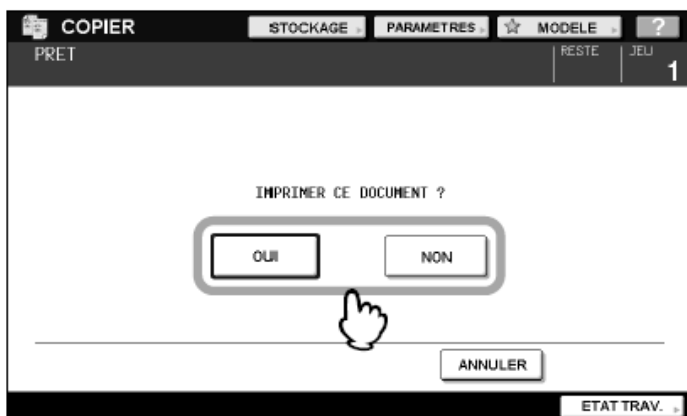 COPIER STOCKAGE PARAMETRES MODELE ?
PRET RESTE JEU
1
IMPRIMER CE DOCUMENT ?
OUI NON
ANNULER
ETAT TRAV.